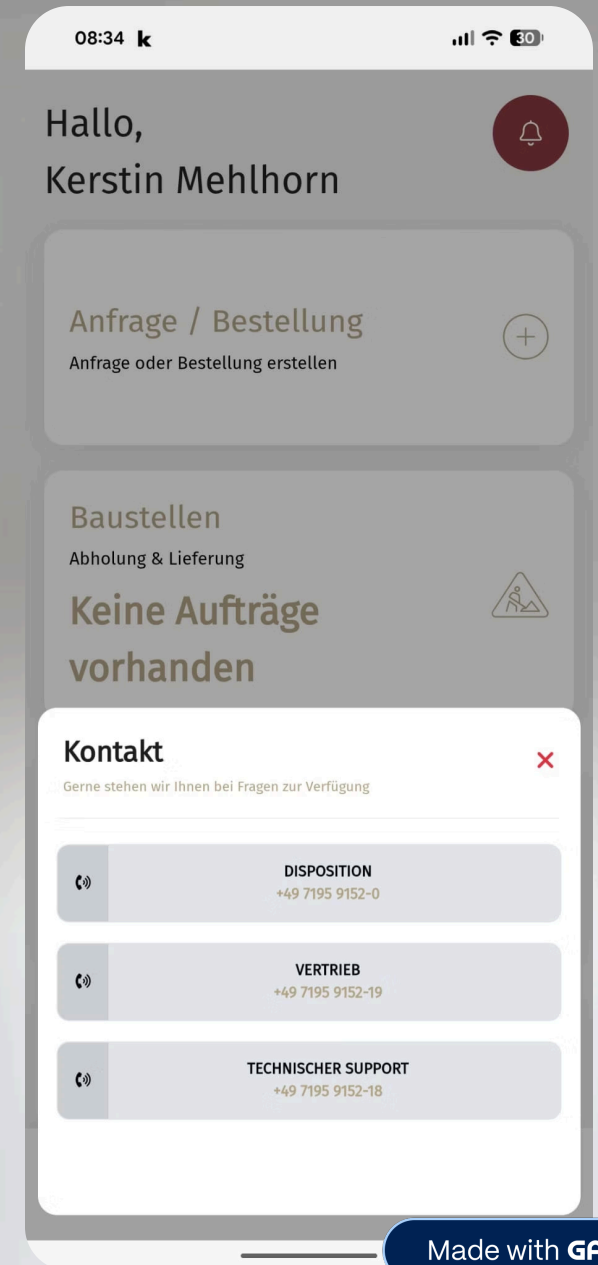 08:34 k
30
Hallo,
Kerstin Mehlhorn
Anfrage / Bestellung
Anfrage oder Bestellung erstellen
Baustellen
Abholung & Lieferung
Keine Aufträge
vorhanden
Kontakt
Gerne stehen wir Ihnen bei Fragen zur Verfügung
DISPOSITION
+49 7195 9152-0
VERTRIEB
+49 7195 9152-19
TECHNISCHER SUPPORT
+49 7195 9152-18
Made with